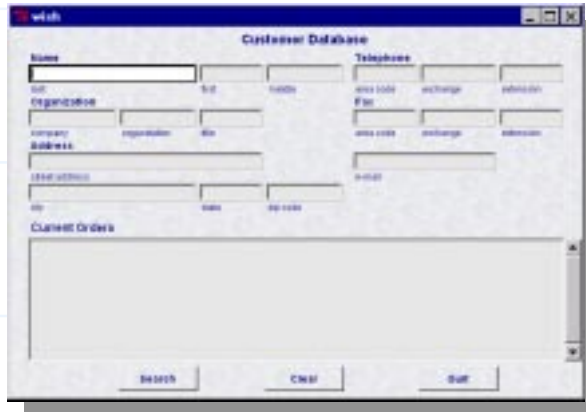 wish
Customer Database
Name Telephone
last first middle area code exchange extension
Organization Fax
company organization title area code exchange extension
Address
street address e-mail
city state zip code
Current Orders
Search Clear Quit